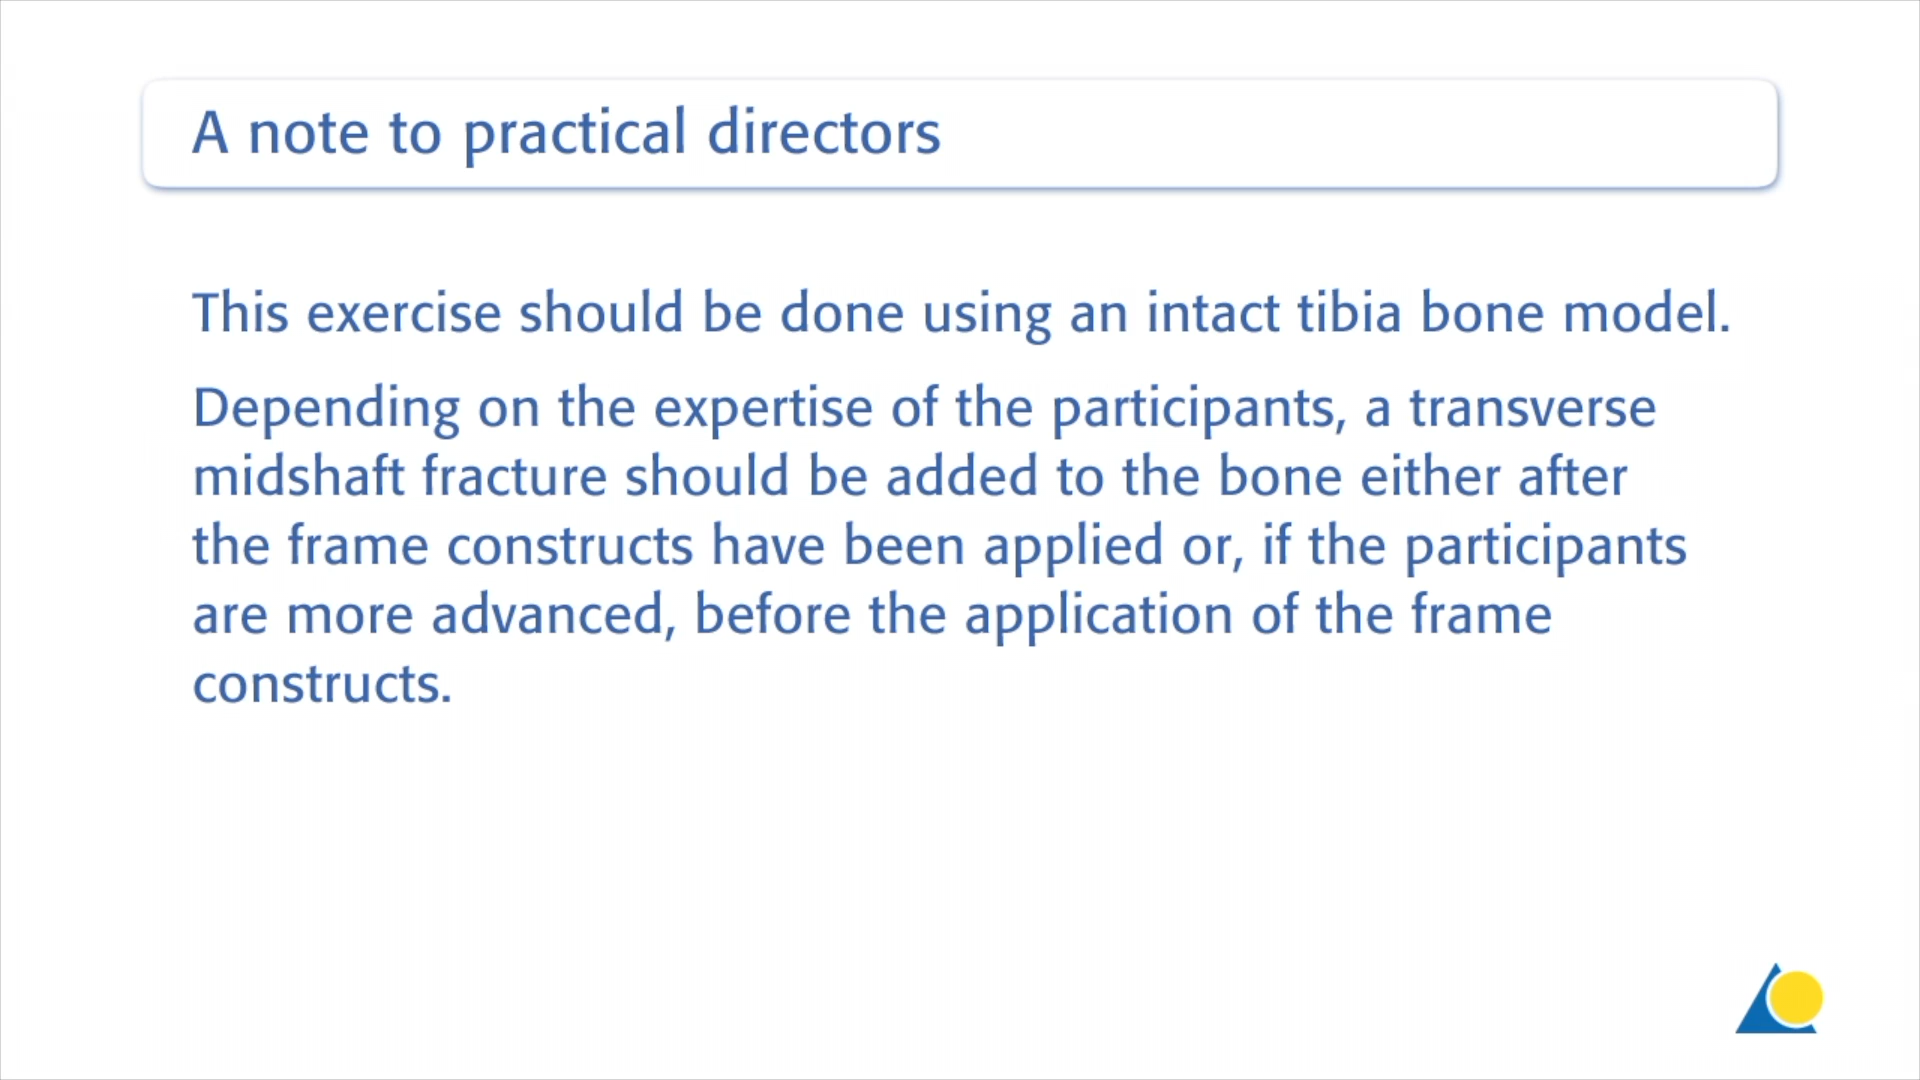 A note to practical directors
This exercise should be done using an intact tibia bone model.
Depending on the expertise of the participants, a transverse
midshaft fracture should be added to the bone either after
the frame constructs have been applied or, if the participants
are more advanced, before the application of the frame
constructs.